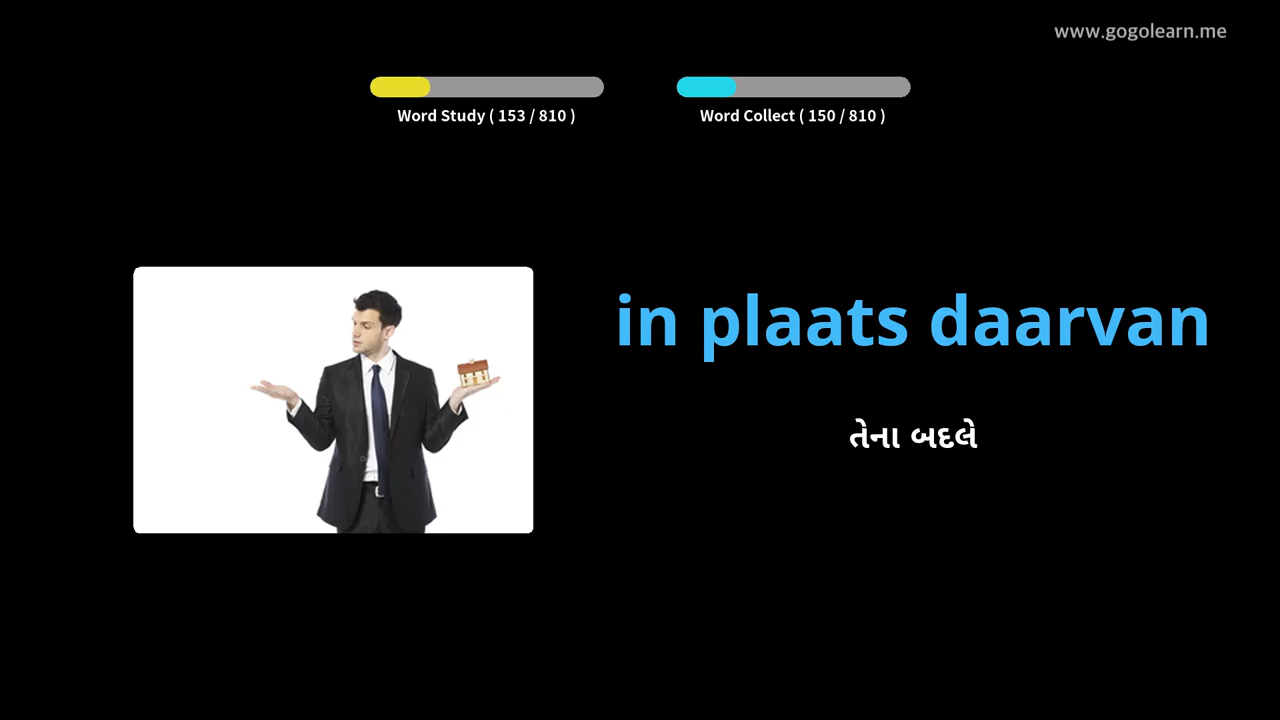 www.gogolearn.me
Word Study ( 153 / 810 )
Word Collect ( 150 / 810 )
in plaats daarvan
તેના બદલે